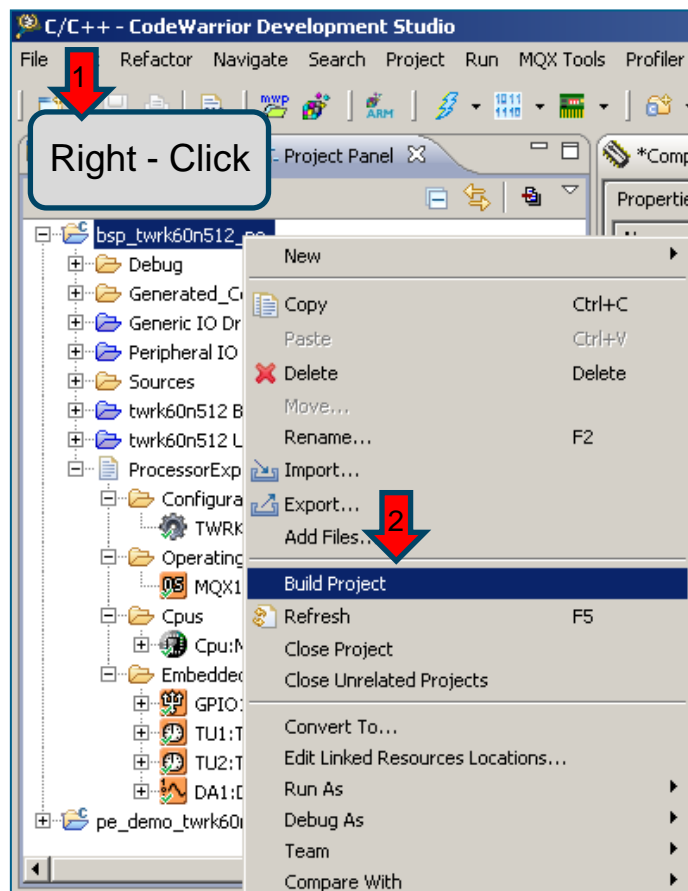 C/C++ - CodeWarrior Development Studio
File Refactor Navigate Search Project Run MQX Tools Profiler
1
Right - Click
Project Panel
*Comp
Propertie
bsp_twrk60n512_pe
Debug
Generated_C
Generic IO Dr
Peripheral IO
Sources
twrk60n512 B
twrk60n512 U
ProcessorExp
Configura
TWRK
Operating
MQX1
Cpus
Cpu:M
Embedded
GPIO1
TU1:T
TU2:T
DA1:D
pe_demo_twrk60n
New
Copy Ctrl+C
Paste Ctrl+V
Delete Delete
Move...
Rename... F2
Import...
Export...
2
Add Files...
Build Project
Refresh F5
Close Project
Close Unrelated Projects
Convert To...
Edit Linked Resources Locations...
Run As
Debug As
Team
Compare With